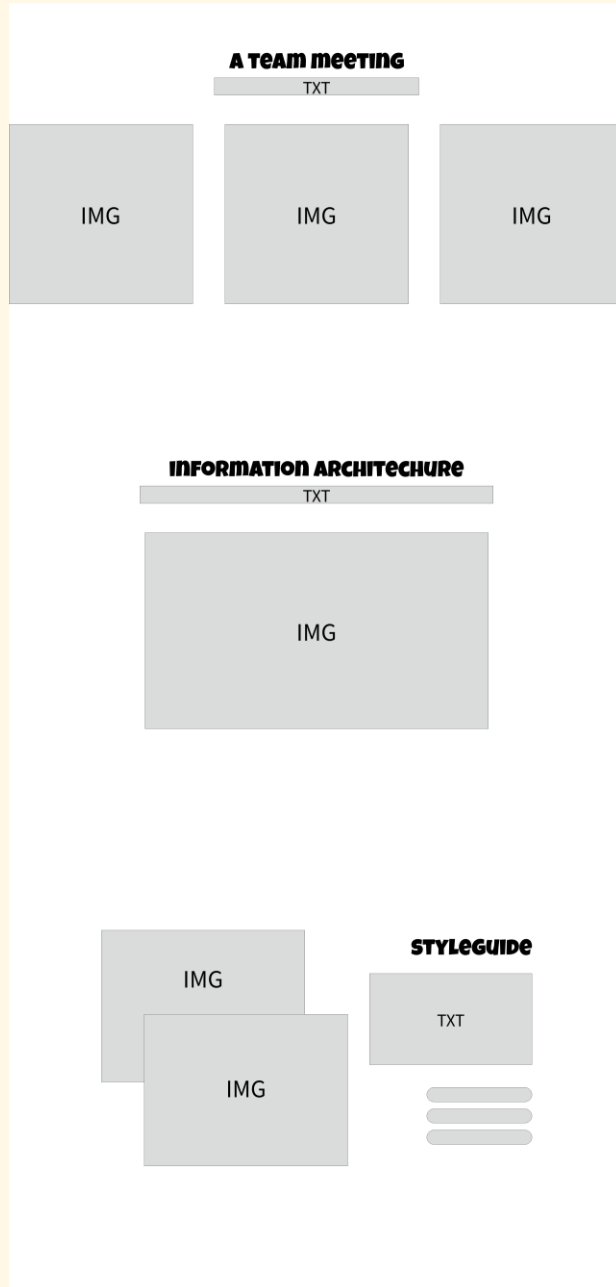 A TEAM MEETING
TXT
IMG IMG IMG
INFORMATION ARCHITECHURE
TXT
IMG
IMG
STYLEGUIDE
TXT
IMG